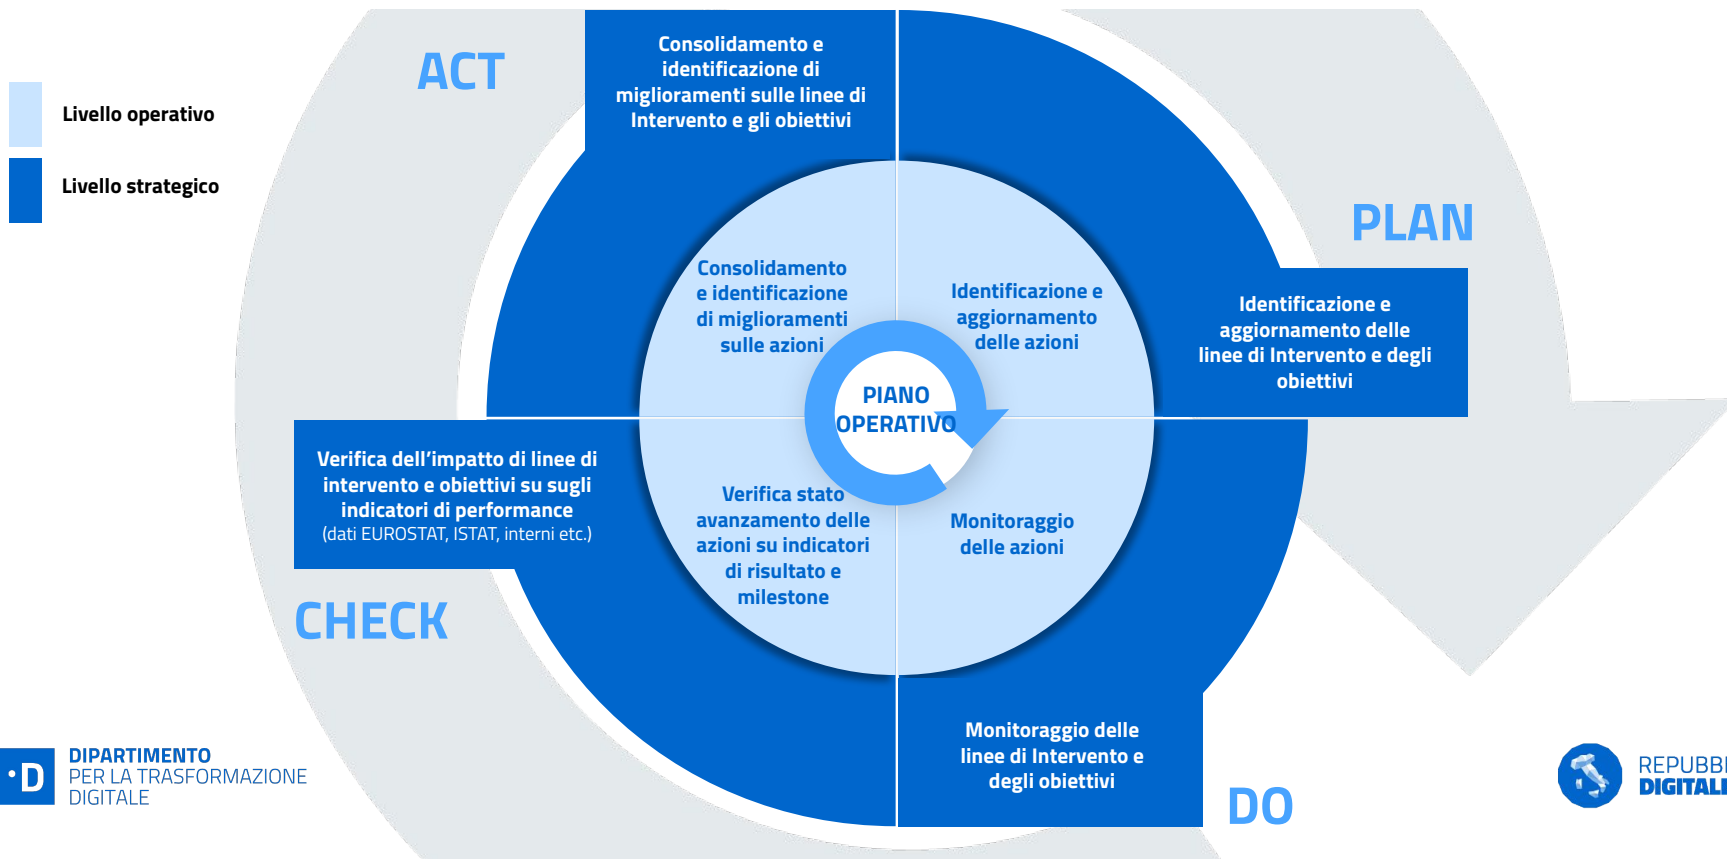 ACT
Consolidamento e
identificazione di
miglioramenti sulle linee di
Intervento e gli obiettivi
Livello operativo
Livello strategico
PLAN
Consolidamento
e identificazione
di miglioramenti
sulle azioni
Identificazione e
aggiornamento
delle azioni
Identificazione e
aggiornamento delle
linee di Intervento e degli
obiettivi
PIANO
OPERATIVO
Verifica dell’impatto di linee di
intervento e obiettivi su sugli
indicatori di performance
(dati EUROSTAT, ISTAT, interni etc.)
Verifica stato
avanzamento delle
azioni su indicatori
di risultato e
milestone
Monitoraggio
delle azioni
CHECK
Monitoraggio delle
linee di Intervento e
degli obiettivi
DO
·D
DIPARTIMENTO
PER LA TRASFORMAZIONE
DIGITALE
REPUBBI
DIGITALE